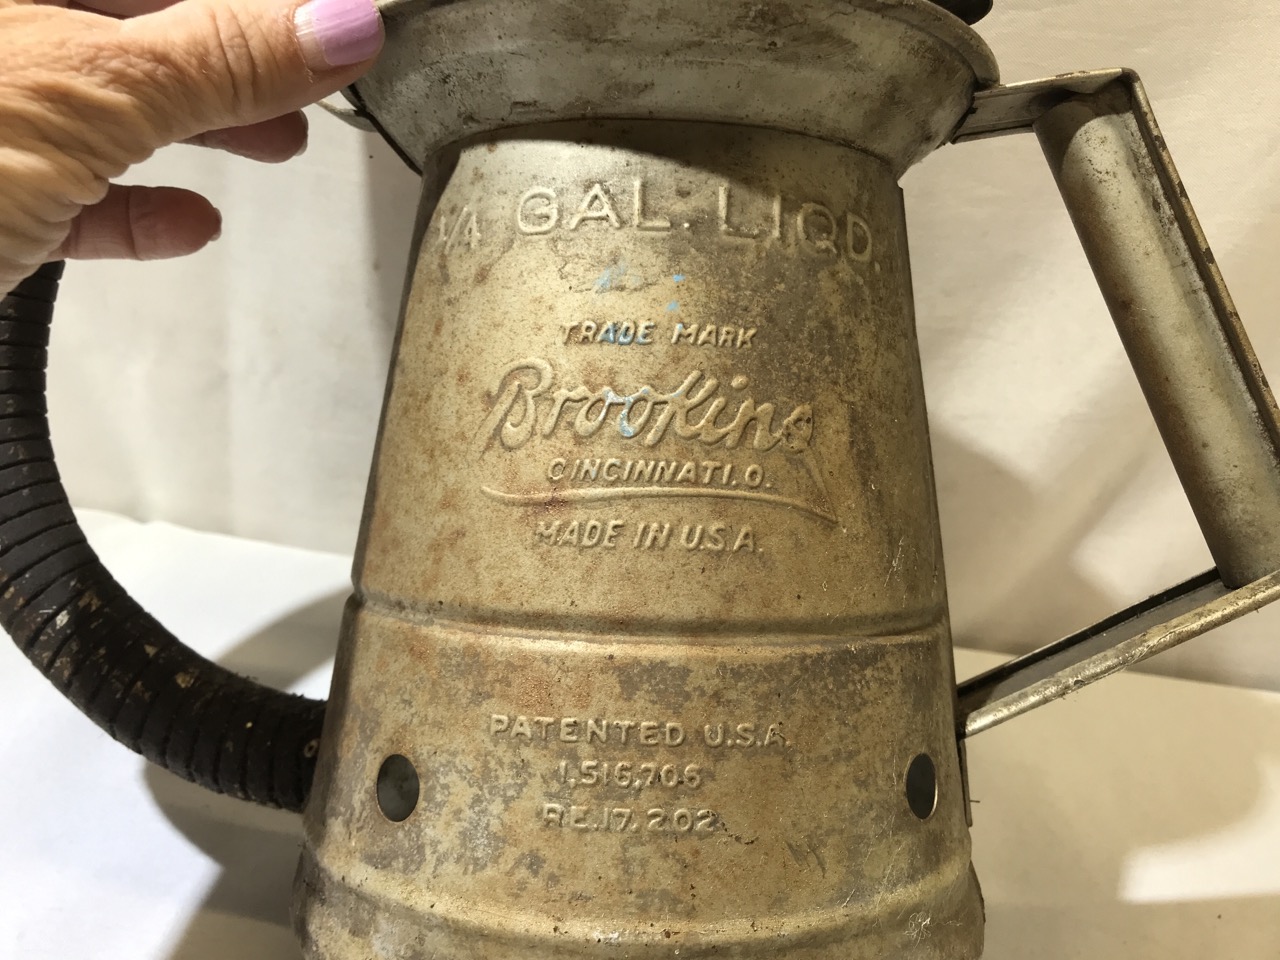 1/4 GAL. LIQD.
TRADE MARK
Brookins
CINCINNATI. O.
MADE IN U.S.A.
PATENTED U.S.A.
1,516,706
RE. 17, 202